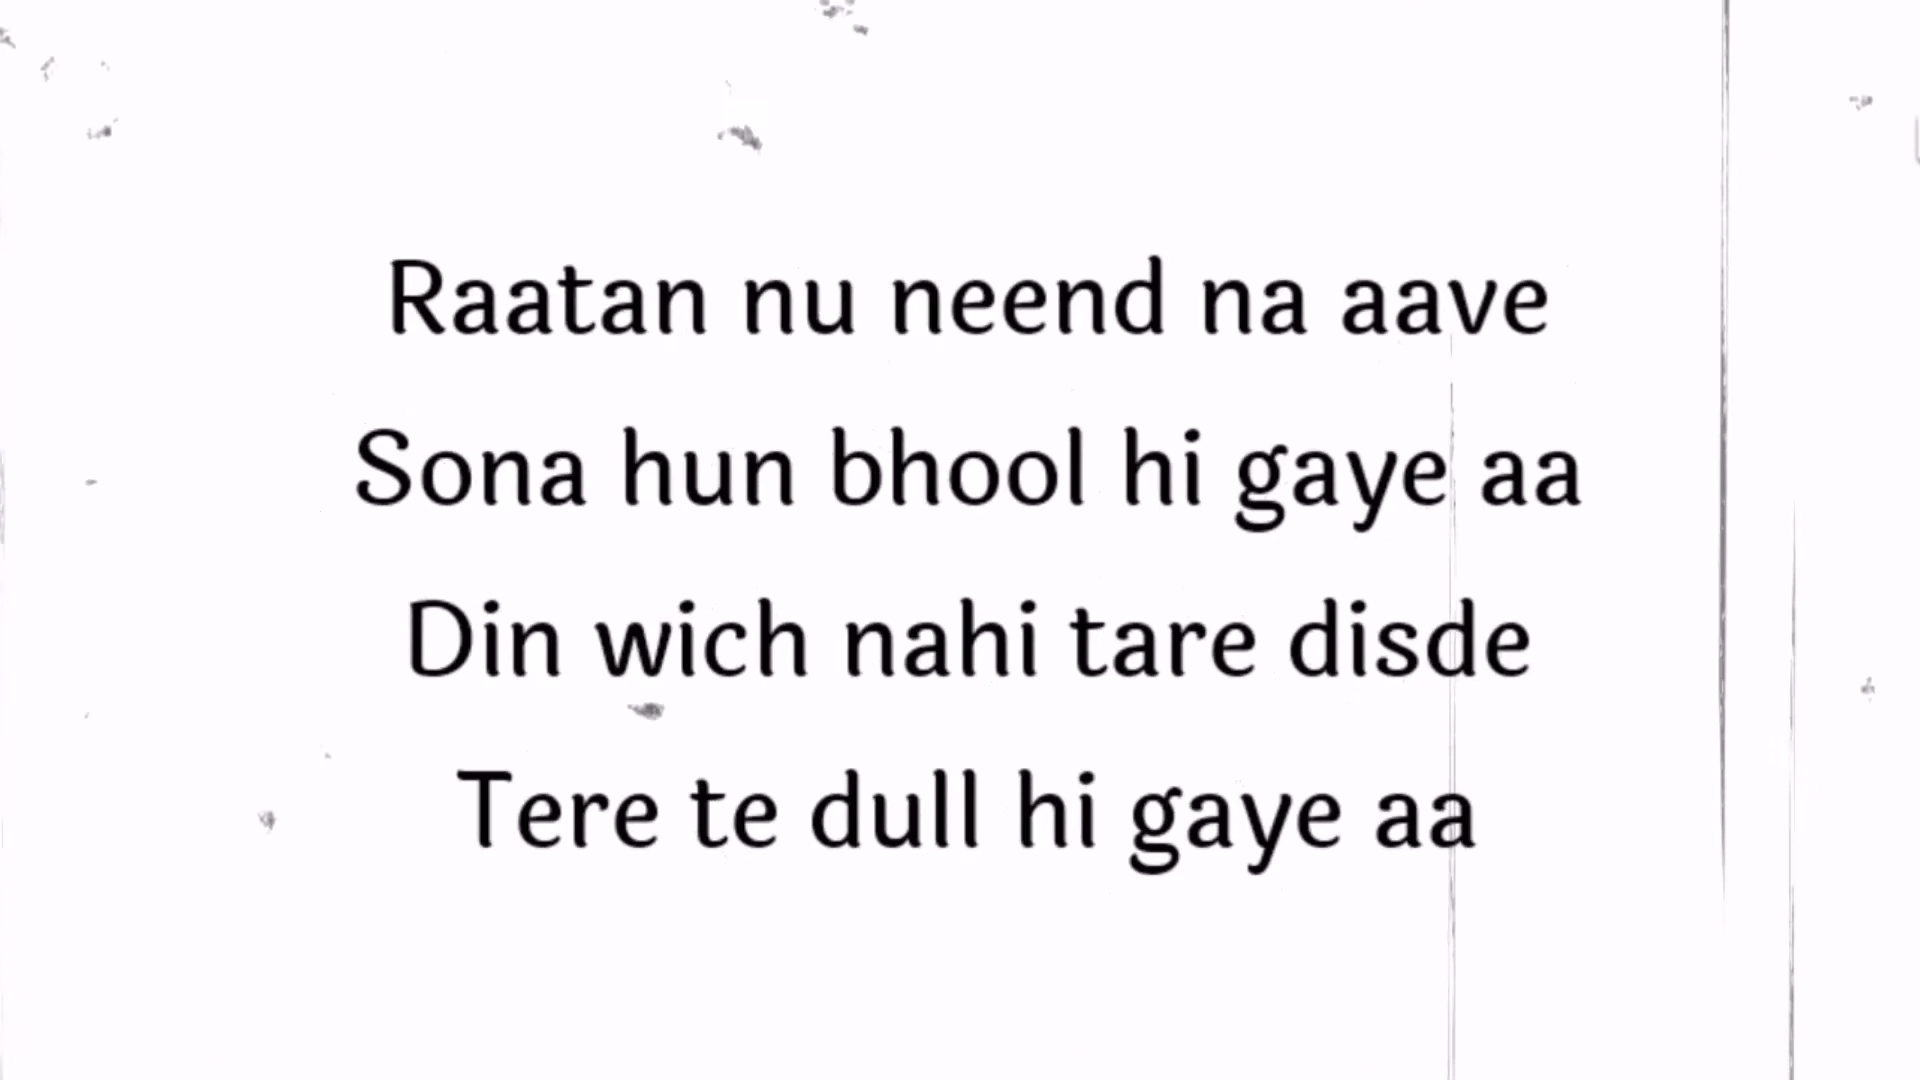 Raatan nu neend na aave
Sona hun bhool hi gaye aa
Din wich nahi tare disde
Tere te dull hi gaye aa